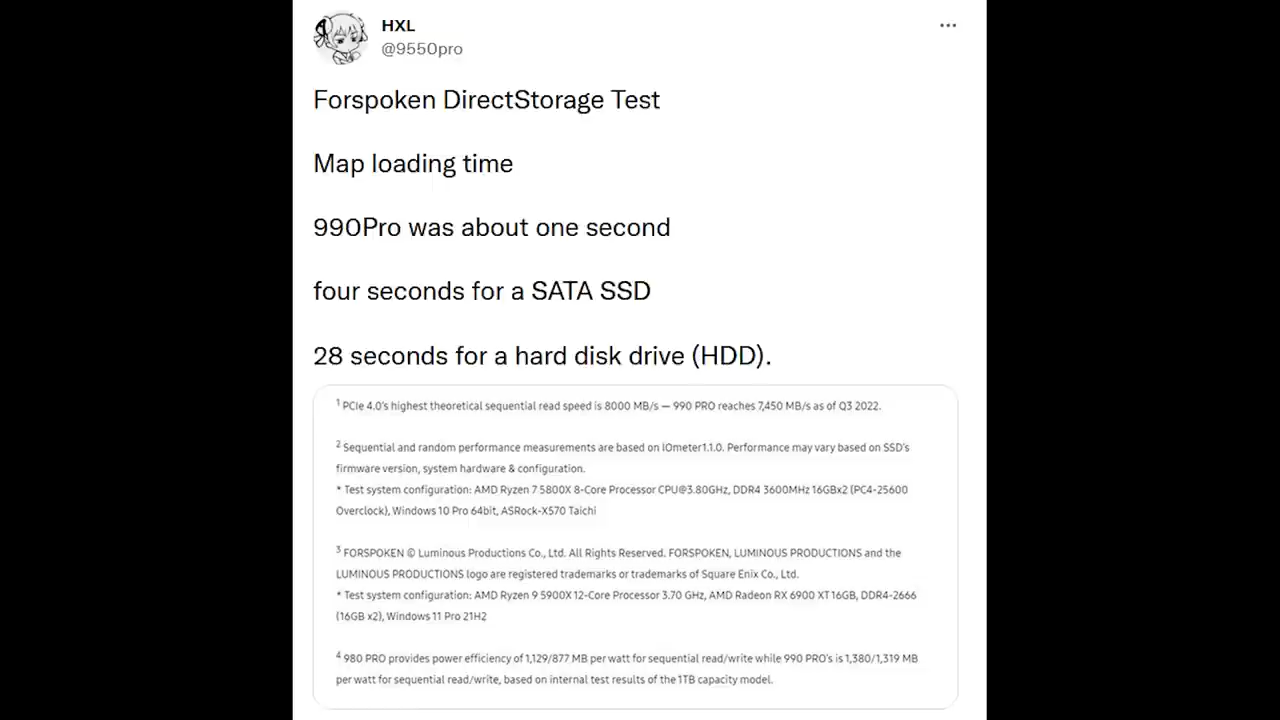 HXL
@9550pro
Forspoken DirectStorage Test
Map loading time
990Pro was about one second
four seconds for a SATA SSD
28 seconds for a hard disk drive (HDD).
1 PCIe 4.0's highest theoretical sequential read speed is 8000 MB/s — 990 PRO reaches 7,450 MB/s as of Q3 2022.
2 Sequential and random performance measurements are based on IOmeter1.1.0. Performance may vary based on SSD's
firmware version, system hardware & configuration.
* Test system configuration: AMD Ryzen 7 5800X 8-Core Processor CPU@3.80GHz, DDR4 3600MHz 16GBx2 (PC4-25600
Overclock), Windows 10 Pro 64bit, ASRock-X570 Taichi
3 FORSPOKEN © Luminous Productions Co., Ltd. All Rights Reserved. FORSPOKEN, LUMINOUS PRODUCTIONS and the
LUMINOUS PRODUCTIONS logo are registered trademarks or trademarks of Square Enix Co., Ltd.
* Test system configuration: AMD Ryzen 9 5900X 12-Core Processor 3.70 GHz, AMD Radeon RX 6900 XT 16GB, DDR4-2666
(16GB x2), Windows 11 Pro 21H2
4 980 PRO provides power efficiency of 1,129/877 MB per watt for sequential read/write while 990 PRO's is 1,380/1,319 MB
per watt for sequential read/write, based on internal test results of the 1TB capacity model.